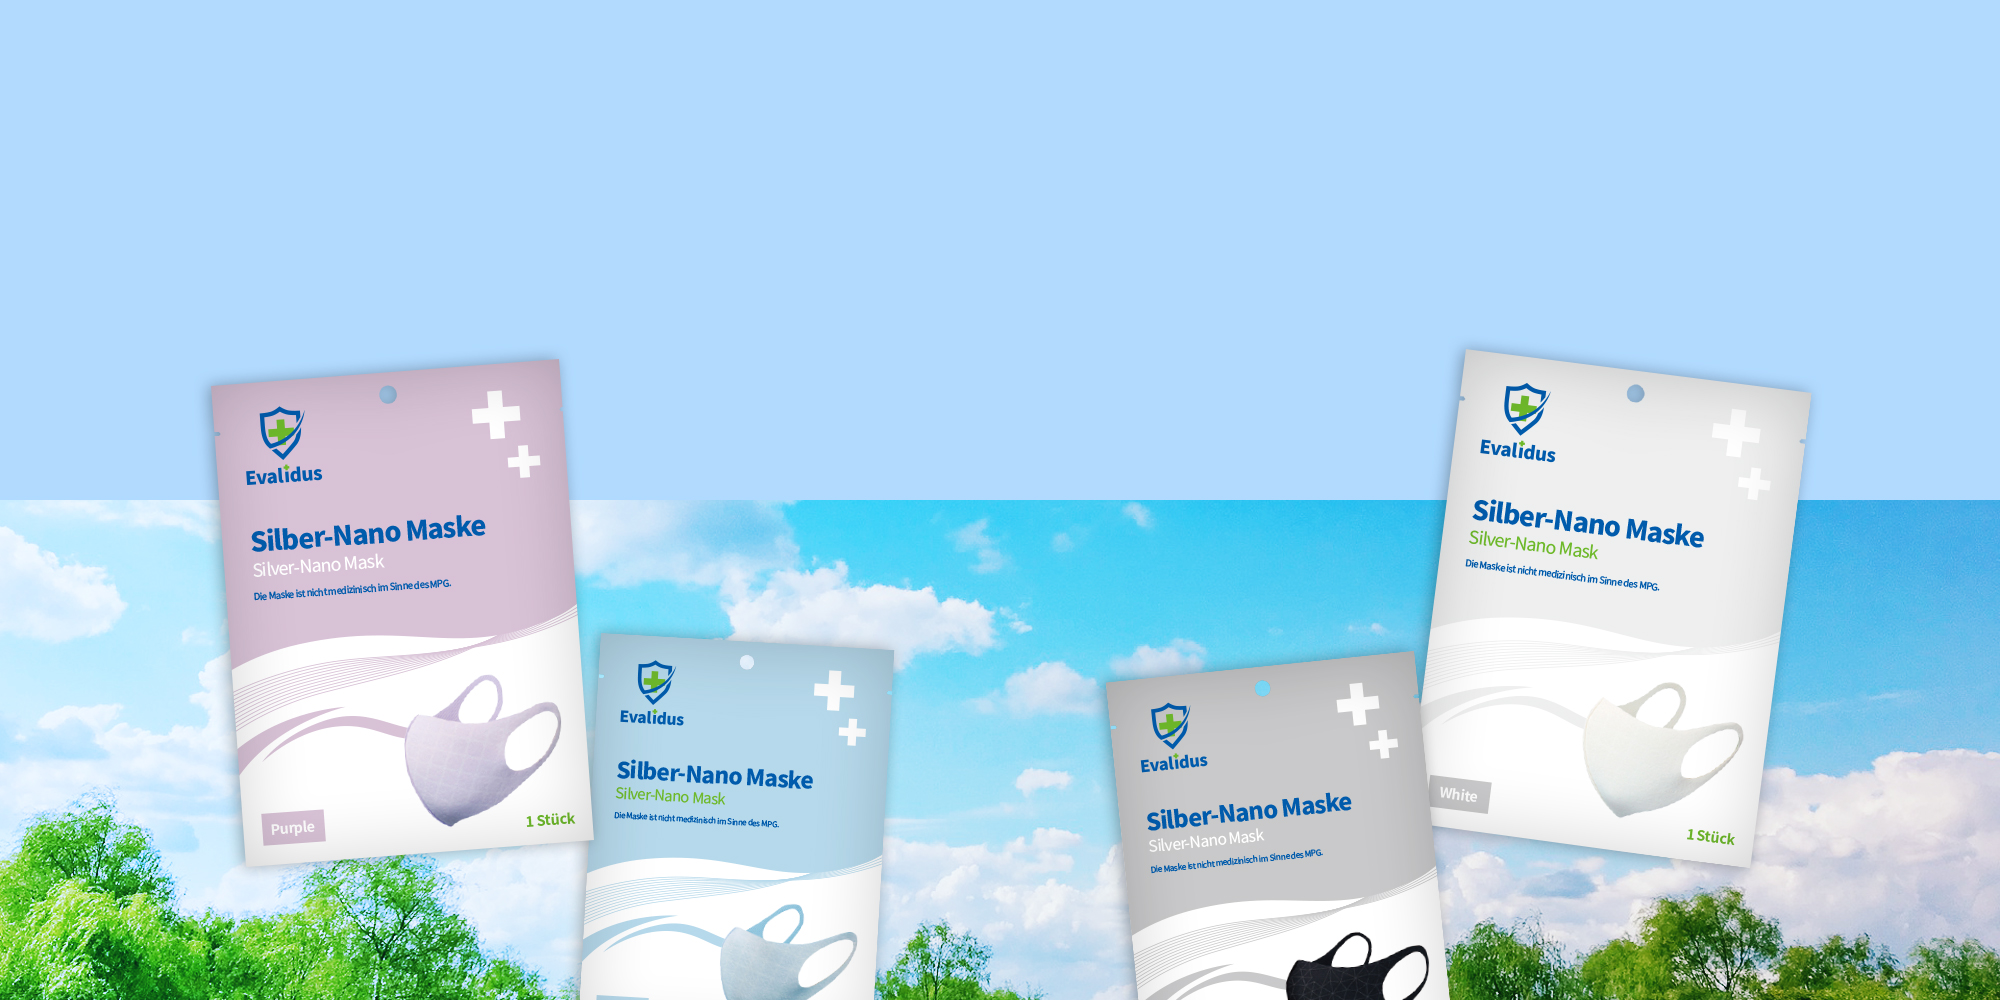 Evalidus
Silber-Nano Maske
Silver-Nano Mask
Die Maske ist nicht medizinisch im Sinne des MPG.
Purple
1 Stück
Evalidus
Silber-Nano Maske
Silver-Nano Mask
Die Maske ist nicht medizinisch im Sinne des MPG.
Evalidus
Silber-Nano Maske
Silver-Nano Mask
Die Maske ist nicht medizinisch im Sinne des MPG.
Evalidus
Silber-Nano Maske
Silver-Nano Mask
Die Maske ist nicht medizinisch im Sinne des MPG.
White
1 Stück